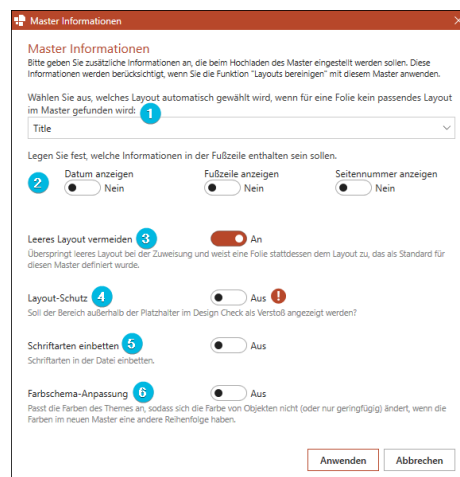 Master Informationen
Master Informationen
Bitte geben Sie zusätzliche Informationen an, die beim Hochladen des Master eingestellt werden sollen. Diese
Informationen werden berücksichtigt, wenn Sie die Funktion "Layouts bereinigen" mit diesem Master anwenden.
Wählen Sie aus, welches Layout automatisch gewählt wird, wenn für eine Folie kein passendes Layout
im Master gefunden wird: 1
Title
Legen Sie fest, welche Informationen in der Fußzeile enthalten sein sollen.
Datum anzeigen Fußzeile anzeigen Seitennummer anzeigen
2 Nein Nein Nein
Leeres Layout vermeiden 3 An
Überspringt leeres Layout bei der Zuweisung und weist eine Folie stattdessen dem Layout zu, das als Standard für
diesen Master definiert wurde.
Layout-Schutz 4 Aus !
Soll der Bereich außerhalb der Platzhalter im Design Check als Verstoß angezeigt werden?
Schriftarten einbetten 5 Aus
Schriftarten in der Datei einbetten.
Farbschema-Anpassung 6 Aus
Passt die Farben des Themes an, sodass sich die Farbe von Objekten nicht (oder nur geringfügig) ändert, wenn die
Farben im neuen Master eine andere Reihenfolge haben.
Anwenden Abbrechen